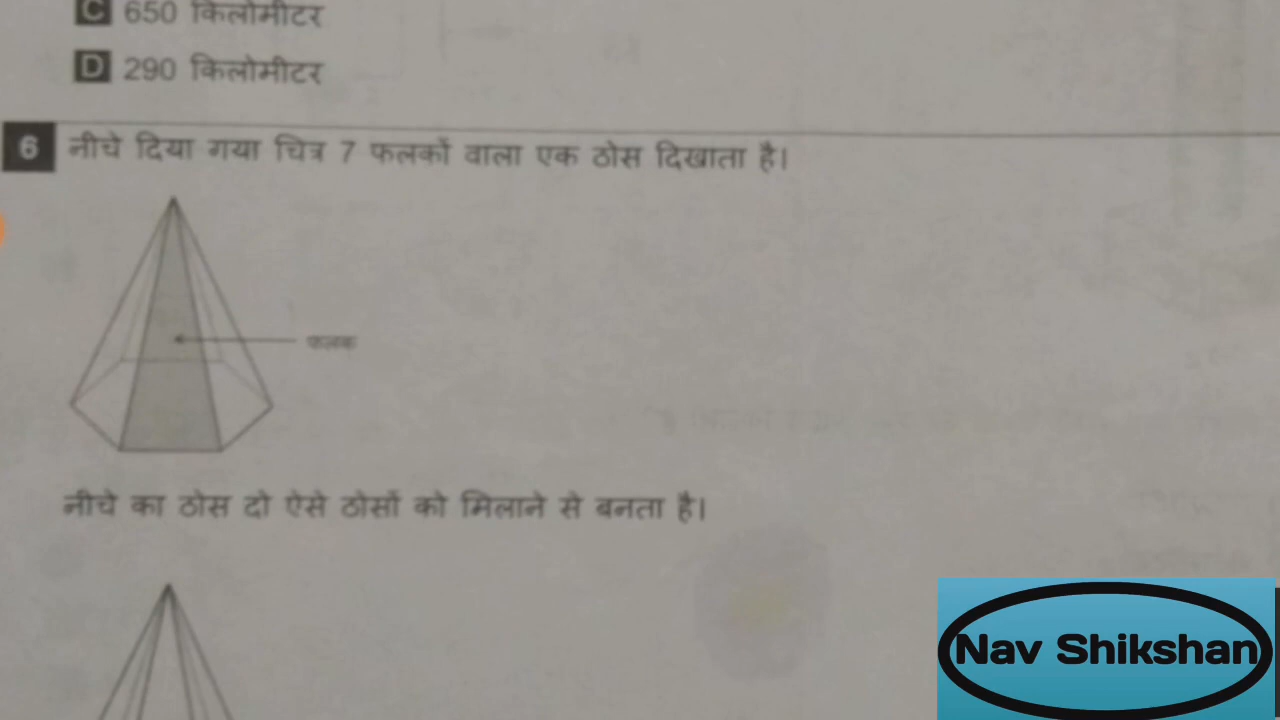 C 650 किलोमीटर
D 290 किलोमीटर
6 नीचे दिया गया चित्र 7 फलकों वाला एक ठोस दिखाता है।
फलक
नीचे का ठोस दो ऐसे ठोसों को मिलाने से बनता है।
Nav Shikshan